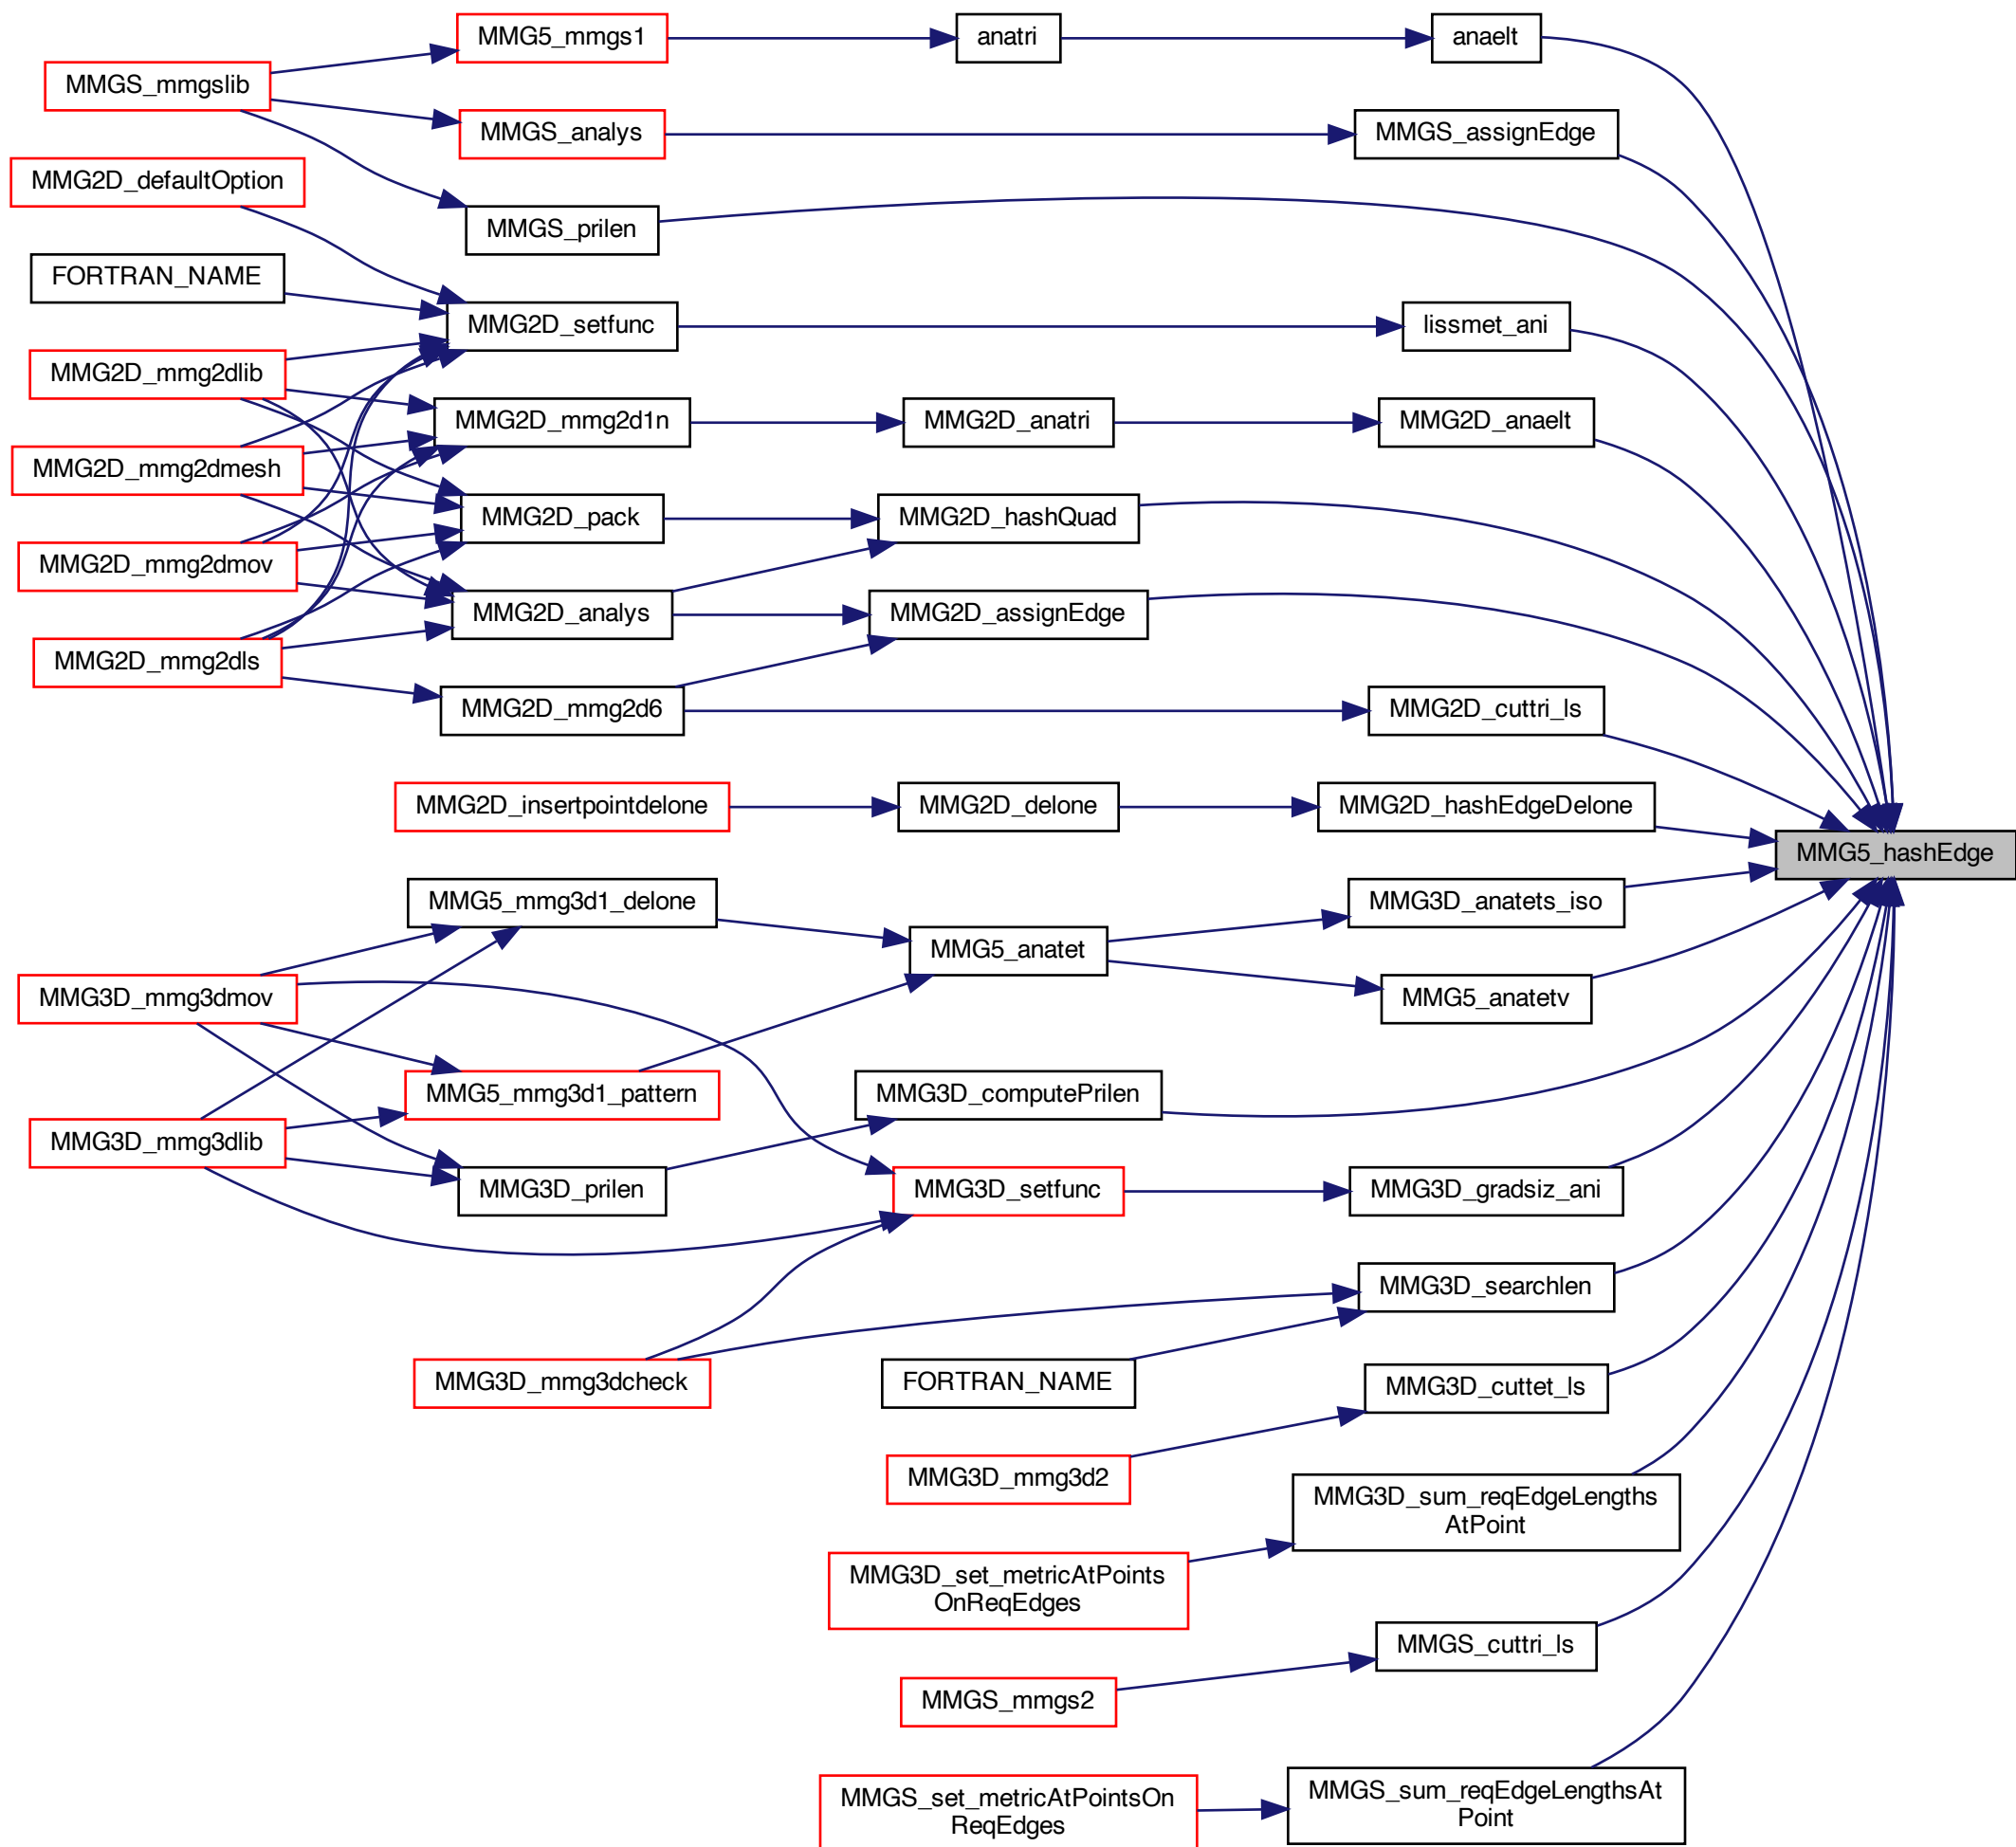 MMG5_mmgs1
anatri
anaelt
MMGS_mmgslib
MMGS_analys
MMGS_assignEdge
MMG2D_defaultOption
MMGS_prilen
FORTRAN_NAME
MMG2D_setfunc
lissmet_ani
MMG2D_mmg2dlib
MMG2D_mmg2d1n
MMG2D_anatri
MMG2D_anaelt
MMG2D_mmg2dmesh
MMG2D_pack
MMG2D_hashQuad
MMG2D_mmg2dmov
MMG2D_analys
MMG2D_assignEdge
MMG2D_mmg2dls
MMG2D_mmg2d6
MMG2D_cuttri_ls
MMG2D_insertpointdelone
MMG2D_delone
MMG2D_hashEdgeDelone
MMG5_hashEdge
MMG5_mmg3d1_delone
MMG3D_anatets_iso
MMG5_anatet
MMG3D_mmg3dmov
MMG5_anatetv
MMG5_mmg3d1_pattern
MMG3D_computePrilen
MMG3D_mmg3dlib
MMG3D_prilen
MMG3D_setfunc
MMG3D_gradsiz_ani
MMG3D_searchlen
MMG3D_mmg3dcheck
FORTRAN_NAME
MMG3D_cuttet_ls
MMG3D_mmg3d2
MMG3D_sum_reqEdgeLengths
AtPoint
MMG3D_set_metricAtPoints
OnReqEdges
MMGS_cuttri_ls
MMGS_mmgs2
MMGS_set_metricAtPointsOn
ReqEdges
MMGS_sum_reqEdgeLengthsAt
Point